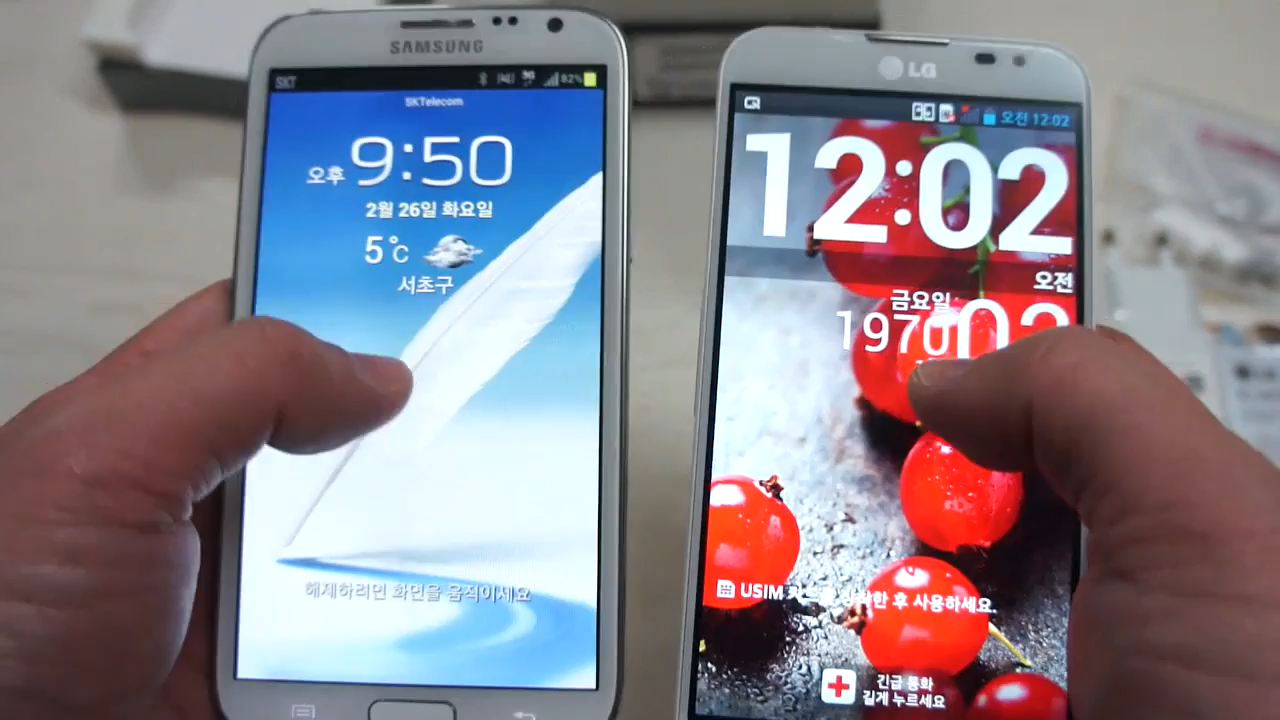 SAMSUNG
SKT
82%
SKTelecom
오후 9:50
2월 26일 화요일
5℃
서초구
해제하려면 화면을 움직이세요
LG
오전 12:02
12:02
오전
금요일
1970
USIM 한 후 사용하세요.
긴급 통화
길게 누르세요